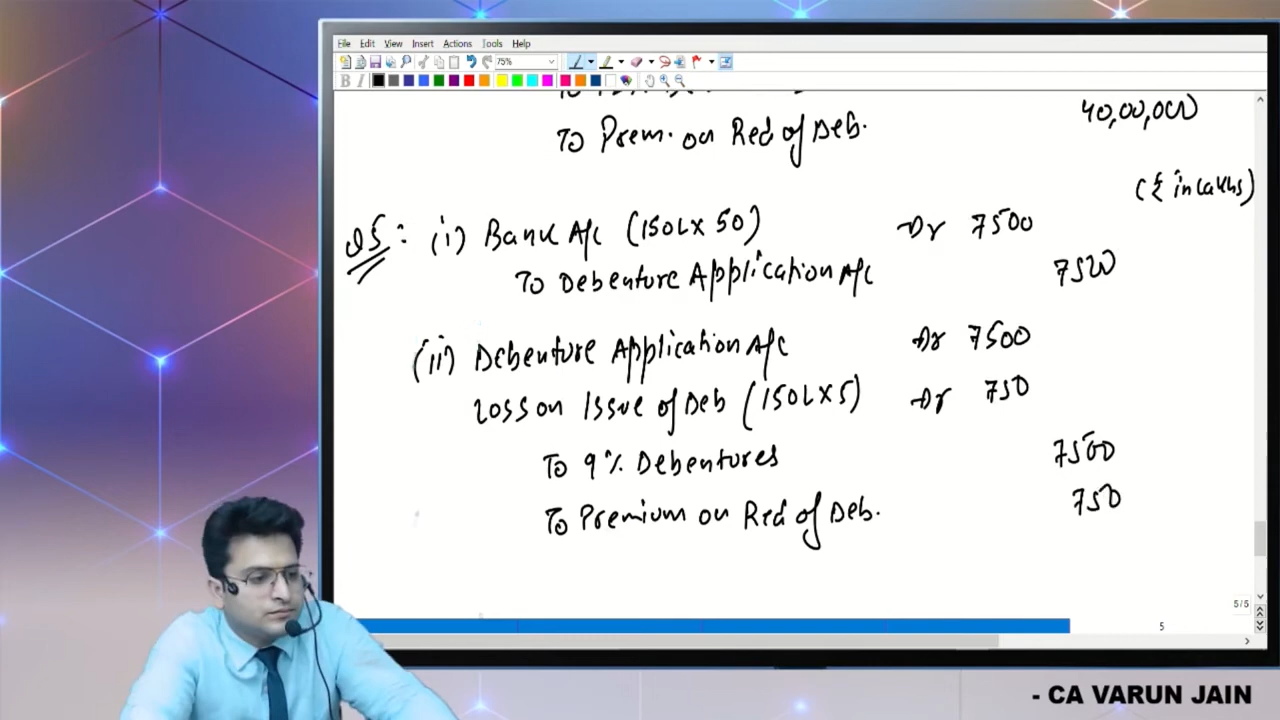 File Edit View Insert Actions Tools Help
75%
B I
40,00,000
To Prem. on Red of Deb.
(₹ in Lakhs)
Q5: (i) Bank A/c (150L X 50) Dr 7500
To Debenture Application A/c 7500
(ii) Debenture Application A/c Dr 7500
Loss on Issue of Deb (150L X 5) Dr 750
To 9% Debentures 7500
To Premium on Red of Deb. 750
5/5
5
- CA VARUN JAIN